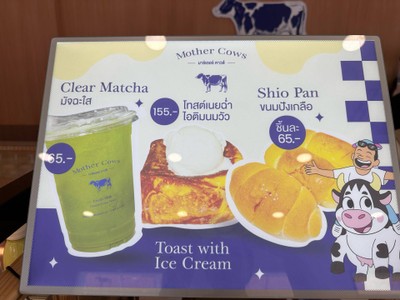 Mother Cows
มาเธอเรด คาวส์
Clear Matcha
มัจฉะใส
65.-
Mother Cows
155.-
โทสต์เนยฉ่ำ
ไอติมนมวัว
Shio Pan
ขนมปังเกลือ
ชิ้นละ
65.-
Toast with
Ice Cream